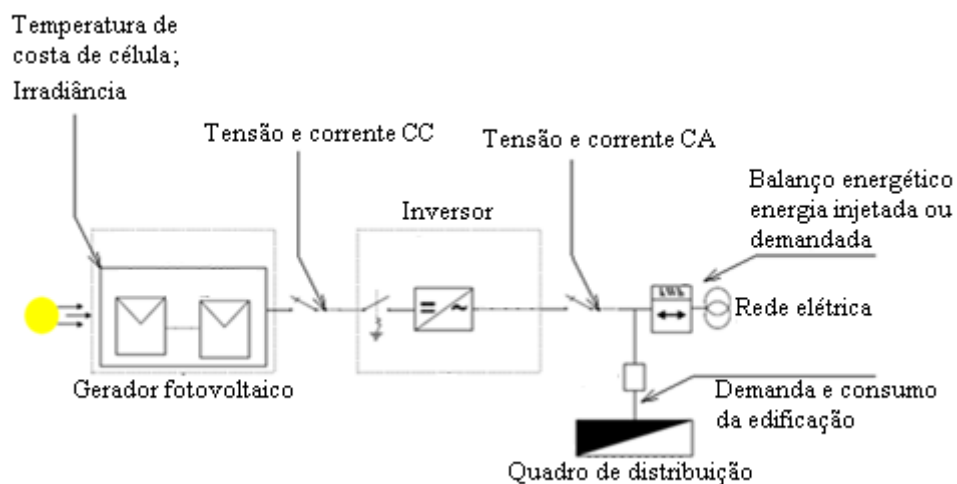 Temperatura de
costa de célula;
Irradiância
Tensão e corrente CC
Tensão e corrente CA
Balanço energético
energia injetada ou
demandada
Inversor
kWh
Rede elétrica
Gerador fotovoltaico
Demanda e consumo
da edificação
Quadro de distribuição